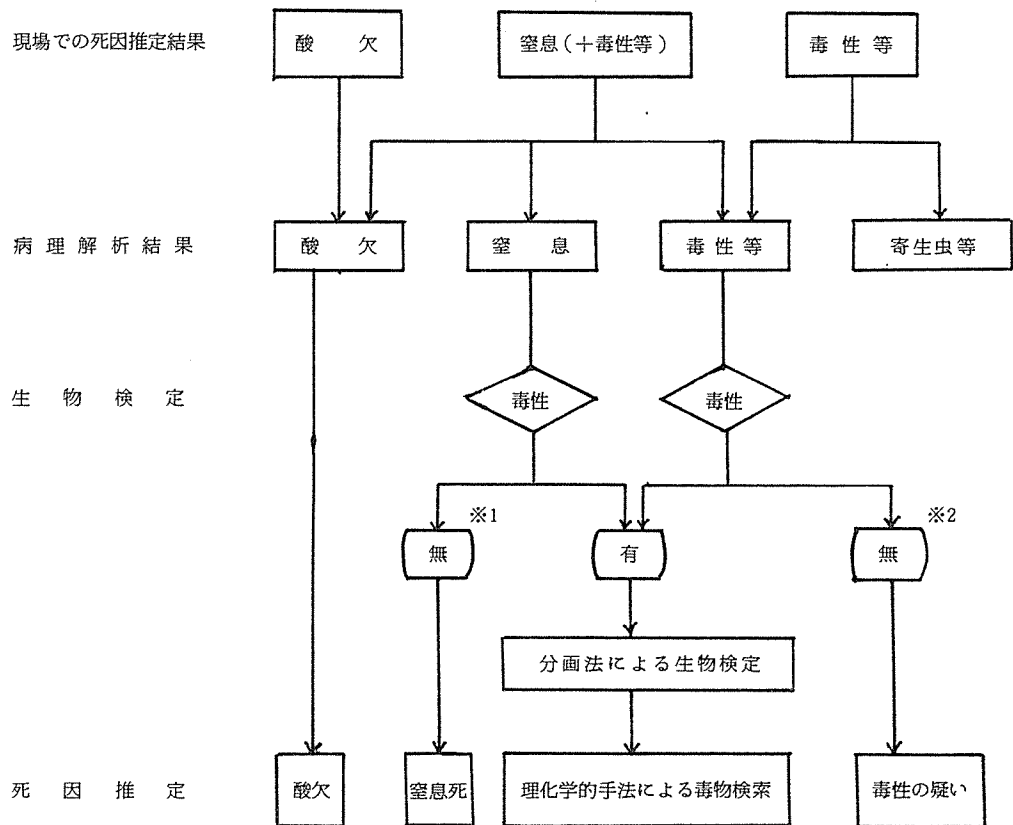 現場での死因推定結果 酸欠 窒息(+毒性等) 毒性等
病理解析結果 酸欠 窒息 毒性等 寄生虫等
生物検定 毒性 毒性
※1 ※2
無 有 無
分画法による生物検定
死因推定 酸欠 窒息死 理化学的手法による毒物検索 毒性の疑い